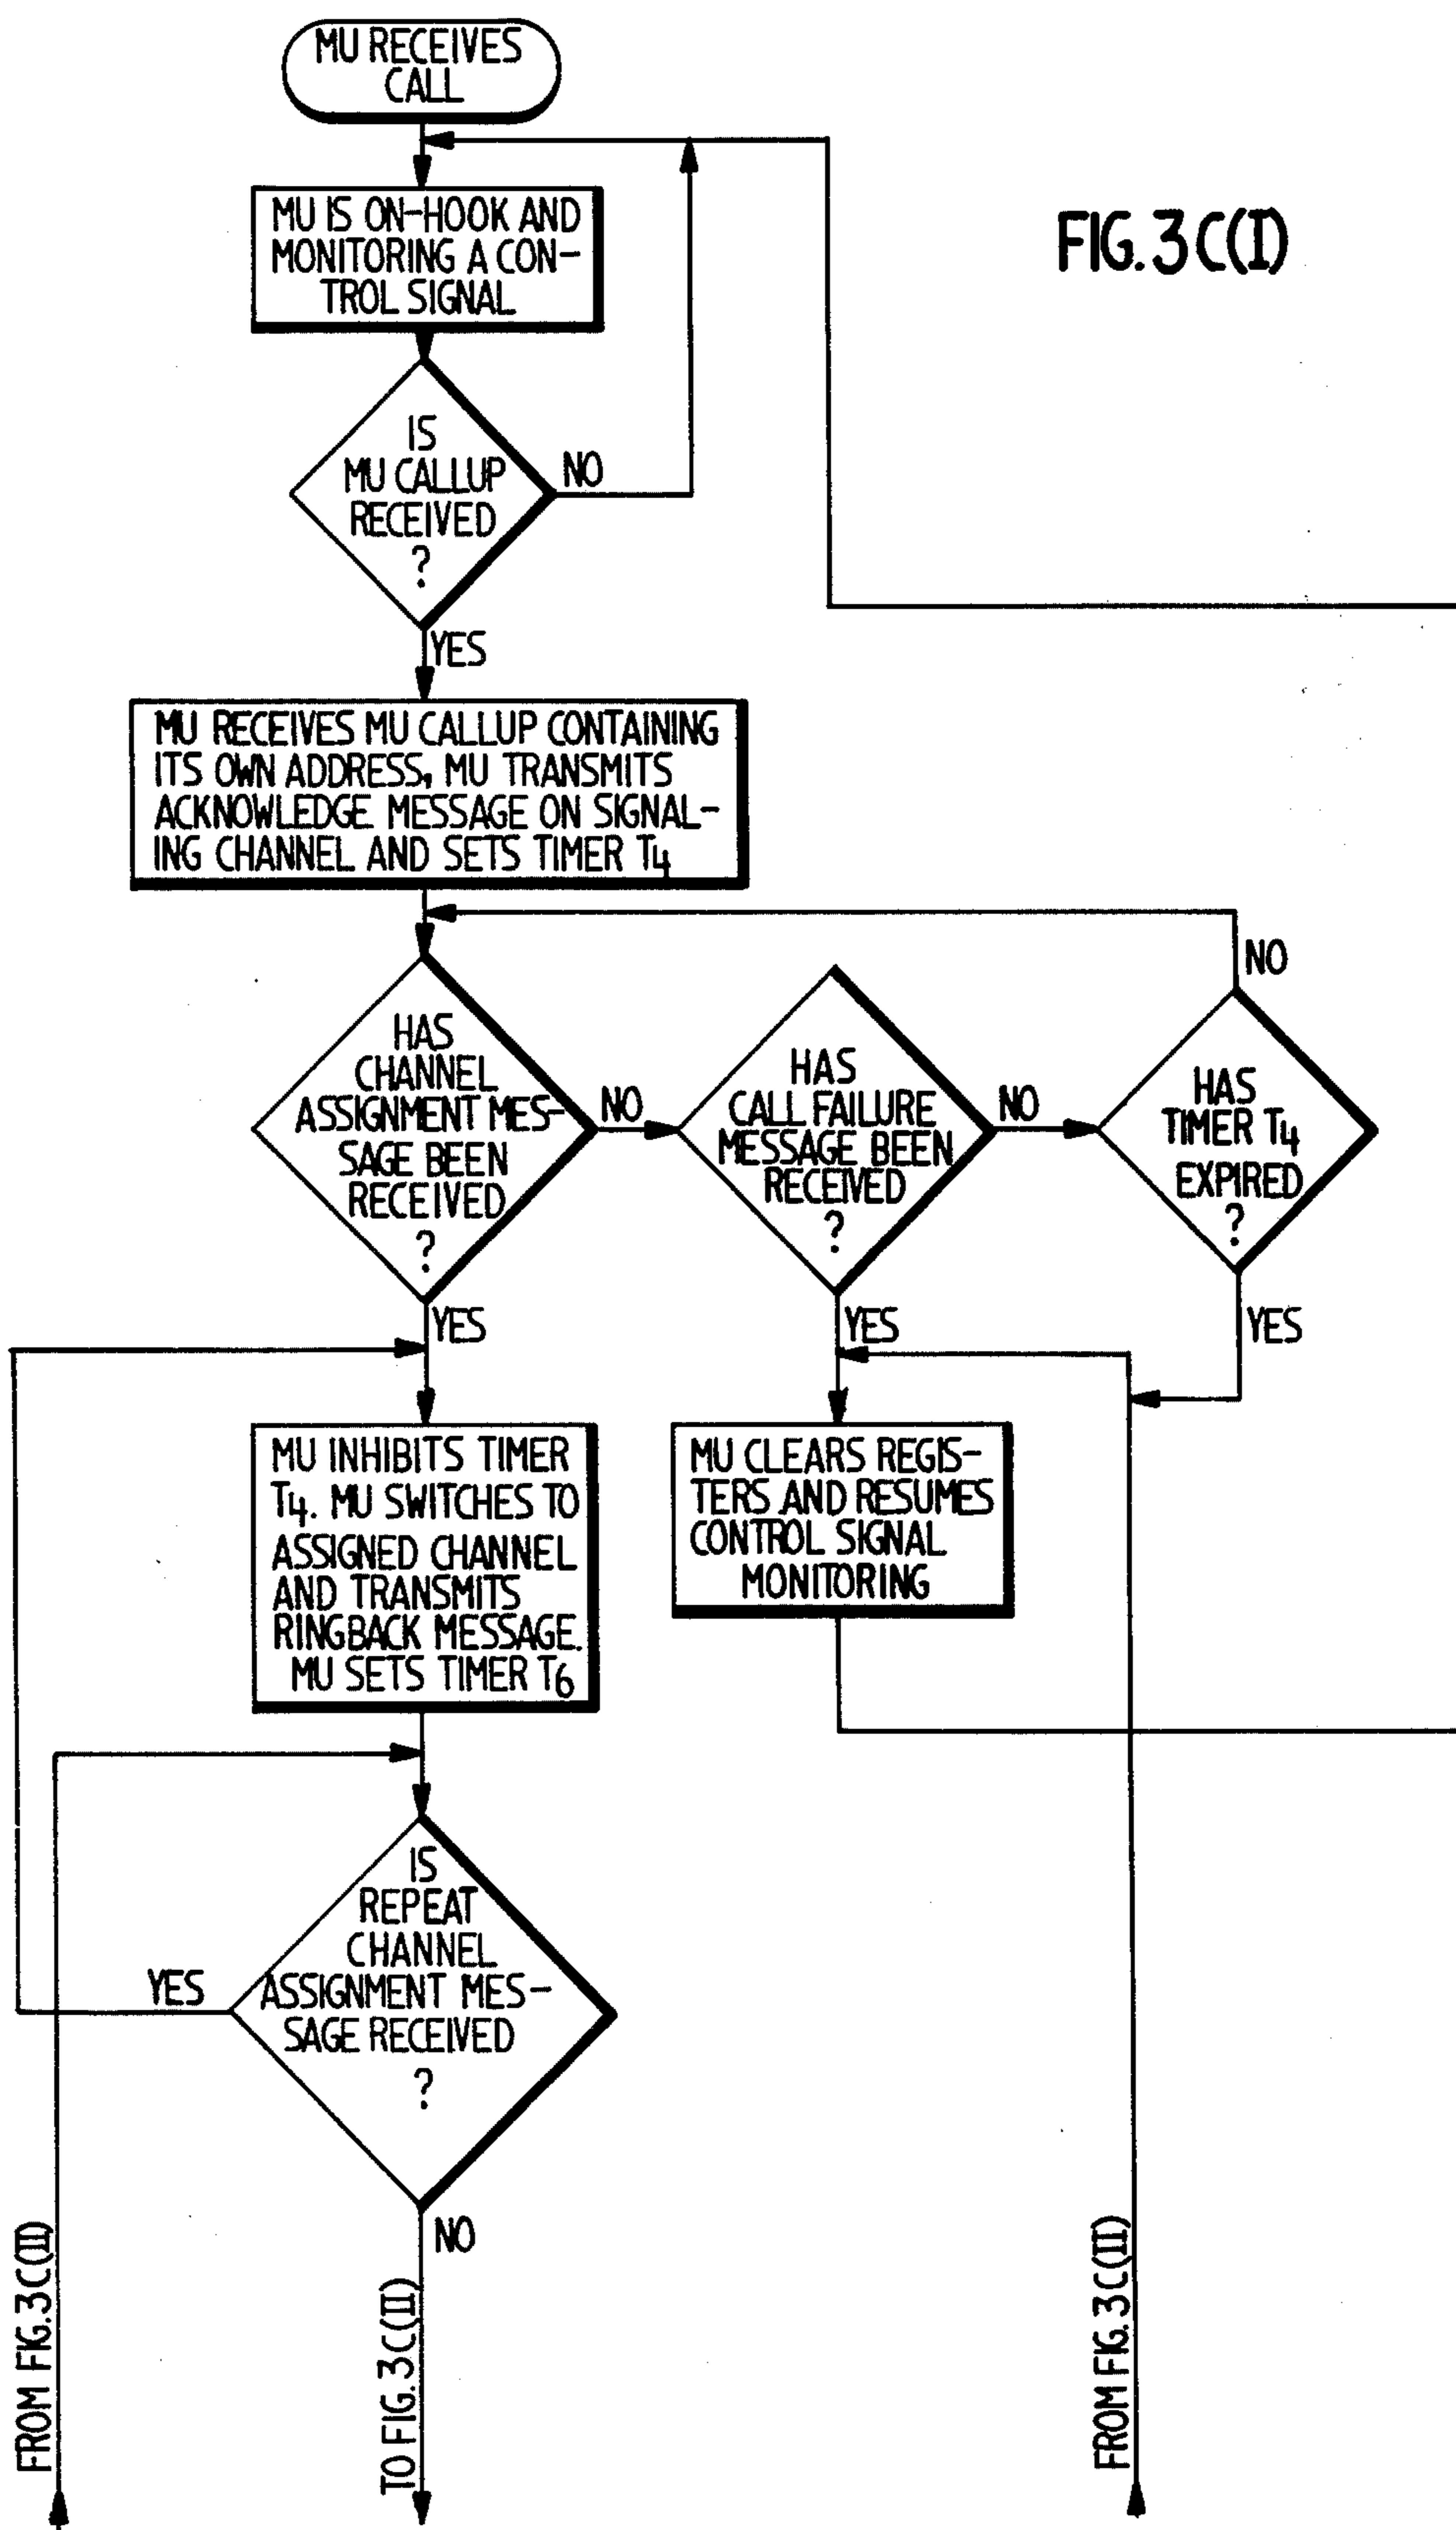 MU RECEIVES
CALL
FIG. 3C(I)
MU IS ON-HOOK AND
MONITORING A CON-
TROL SIGNAL
IS
MU CALLUP
RECEIVED
?
NO
YES
MU RECEIVES MU CALLUP CONTAINING
ITS OWN ADDRESS, MU TRANSMITS
ACKNOWLEDGE MESSAGE ON SIGNAL-
ING CHANNEL AND SETS TIMER T4
HAS
CHANNEL
ASSIGNMENT MES-
SAGE BEEN
RECEIVED
?
NO
YES
HAS
CALL FAILURE
MESSAGE BEEN
RECEIVED
?
NO
YES
HAS
TIMER T4
EXPIRED
?
NO
YES
MU INHIBITS TIMER
T4. MU SWITCHES TO
ASSIGNED CHANNEL
AND TRANSMITS
RINGBACK MESSAGE.
MU SETS TIMER T6
MU CLEARS REGIS-
TERS AND RESUMES
CONTROL SIGNAL
MONITORING
IS
REPEAT
CHANNEL
ASSIGNMENT MES-
SAGE RECEIVED
?
YES
NO
FROM FIG. 3C(II)
TO FIG. 3C(II)
FROM FIG. 3C(II)